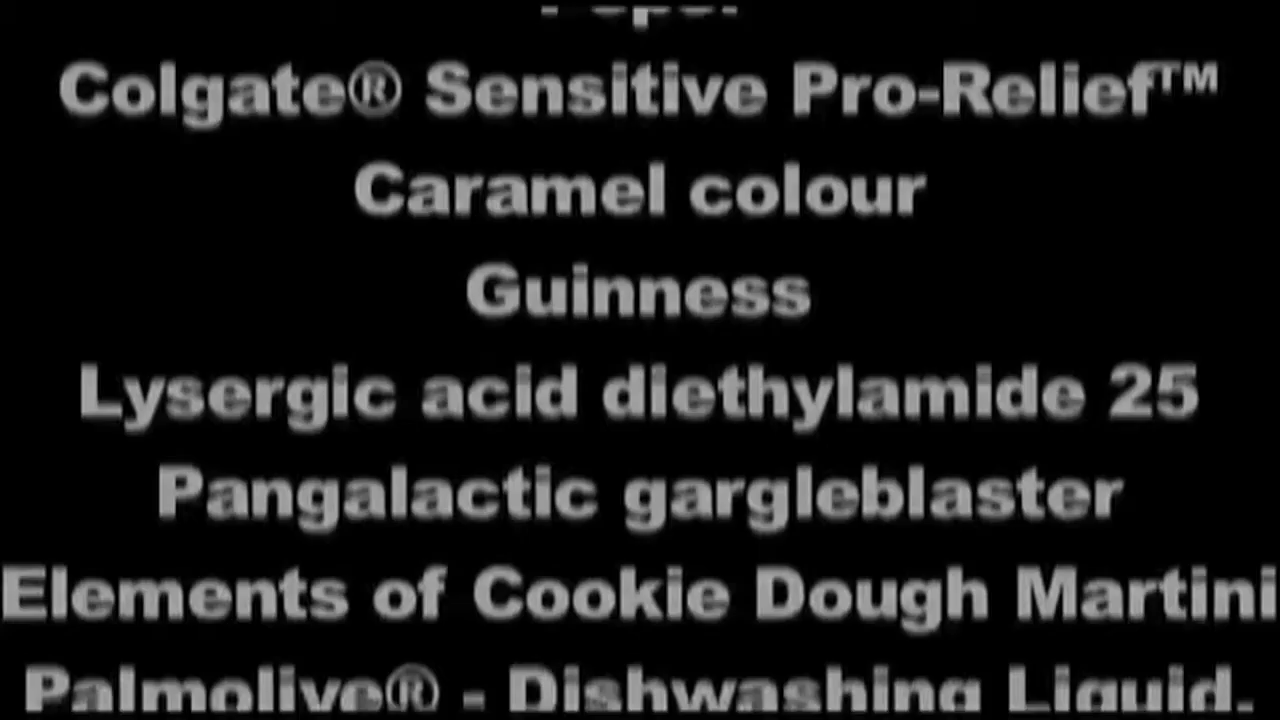 Colgate® Sensitive Pro-Relief™
Caramel colour
Guinness
Lysergic acid diethylamide 25
Pangalactic gargleblaster
Elements of Cookie Dough Martini
Palmolive® - Dishwashing Liquid.